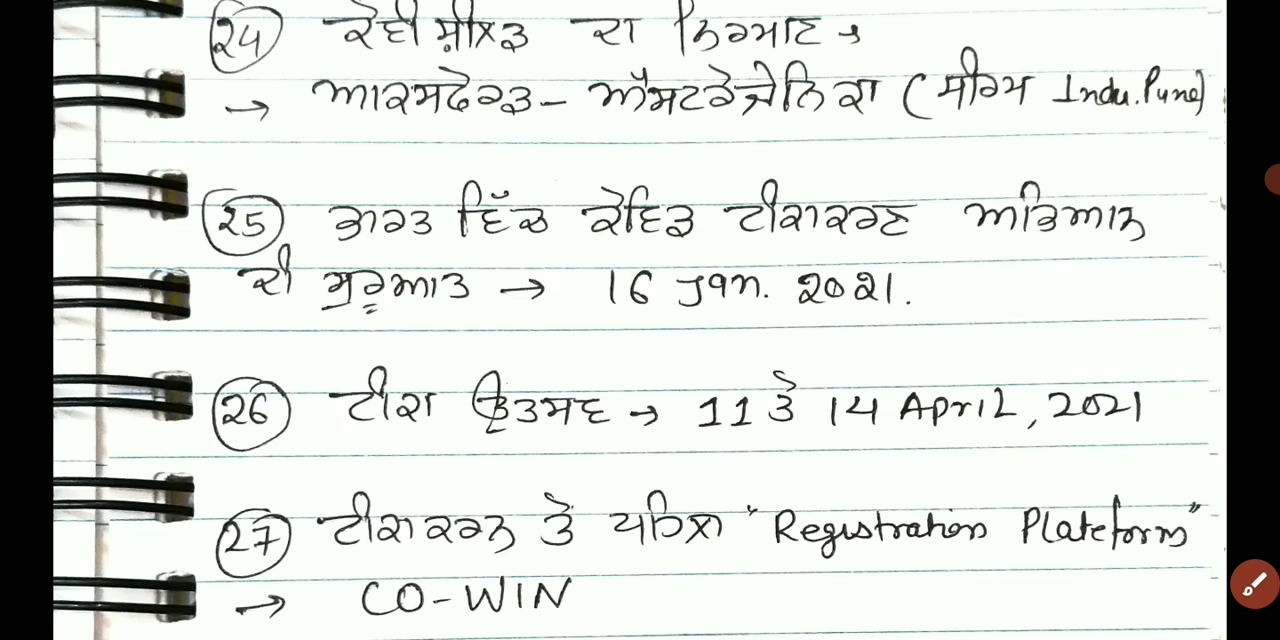 24 ਕੋਵੀਸ਼ੀਲਡ ਦਾ ਨਿਰਮਾਣ →
→ ਆਕਸਫੋਰਡ – ਐਸਟਰੇਜੇਨਿਕਾ (ਸੀਰਮ Indu. Pune)
25 ਭਾਰਤ ਵਿੱਚ ਕੋਵਿਡ ਟੀਕਾਕਰਣ ਅਭਿਆਨ
ਦੀ ਸ਼ੁਰੂਆਤ → 16 Jan. 2021.
26 ਟੀਕਾ ਉਤਸਵ → 11 ਤੋਂ 14 April, 2021
27 ਟੀਕਾਕਰਨ ਤੋਂ ਪਹਿਲਾ "Registration Plateform"
→ CO-WIN